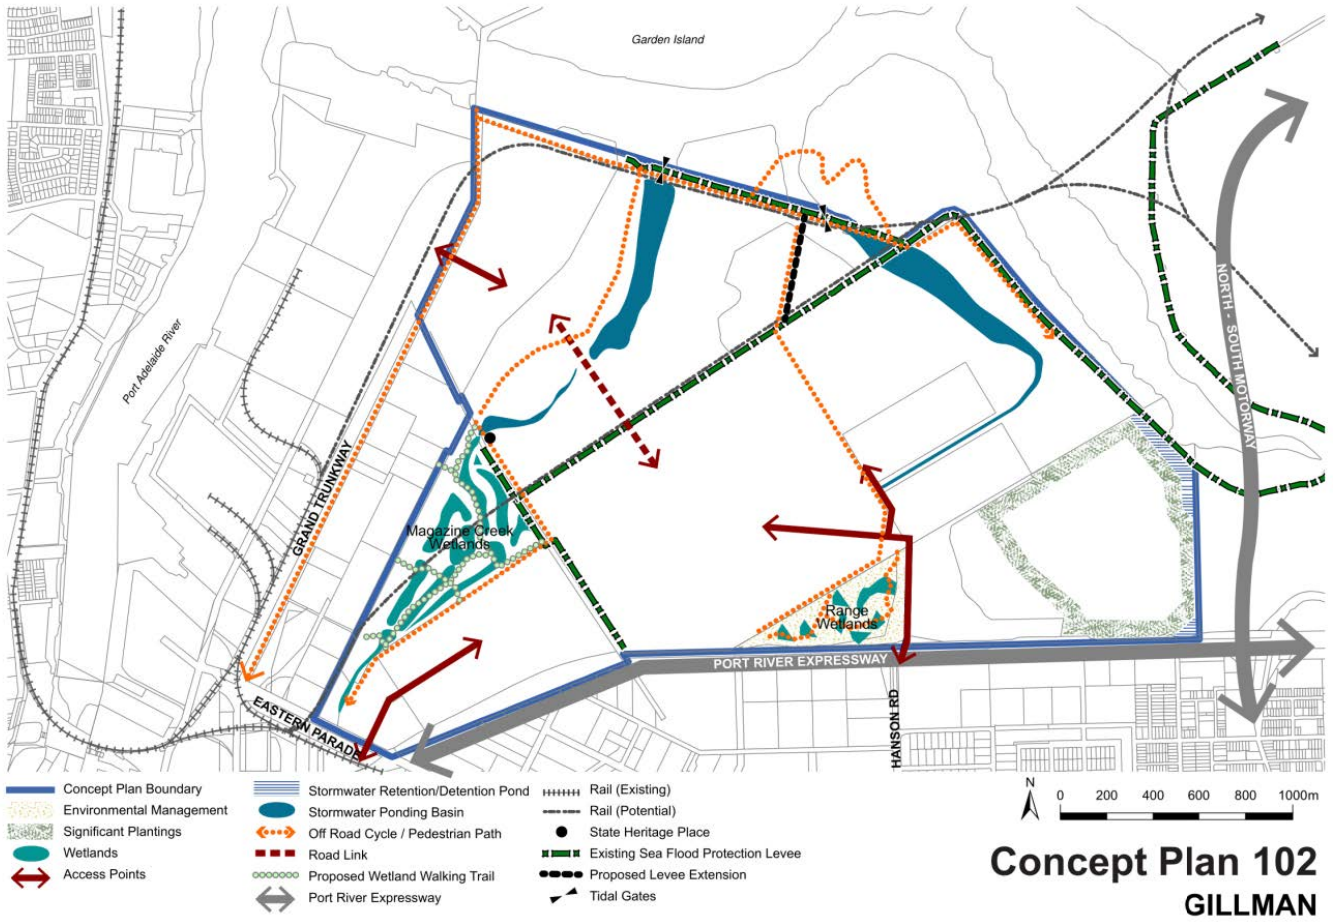 Garden Island
Port Adelaide River
GRAND TRUNKWAY
NORTH - SOUTH MOTORWAY
Magazine Creek
Wetlands
Range
Wetlands
PORT RIVER EXPRESSWAY
EASTERN PARADE
HANSON RD
Concept Plan Boundary
Environmental Management
Significant Plantings
Wetlands
Access Points
Stormwater Retention/Detention Pond
Stormwater Ponding Basin
Off Road Cycle / Pedestrian Path
Road Link
Proposed Wetland Walking Trail
Port River Expressway
Rail (Existing)
Rail (Potential)
State Heritage Place
Existing Sea Flood Protection Levee
Proposed Levee Extension
Tidal Gates
N
0 200 400 600 800 1000m
Concept Plan 102
GILLMAN